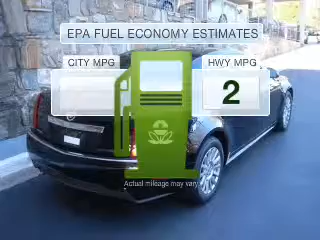 EPA FUEL ECONOMY ESTIMATES
CITY MPG HWY MPG
2
Actual mileage may vary